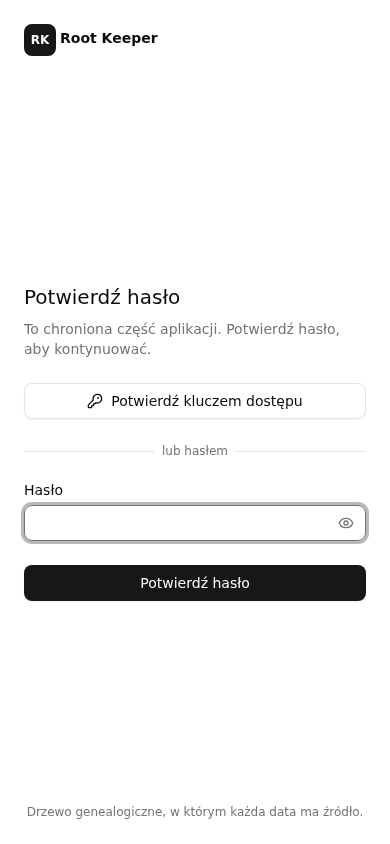 RK Root Keeper
Potwierdź hasło
To chroniona część aplikacji. Potwierdź hasło,
aby kontynuować.
Potwierdź kluczem dostępu
lub hasłem
Hasło
Potwierdź hasło
Drzewo genealogiczne, w którym każda data ma źródło.